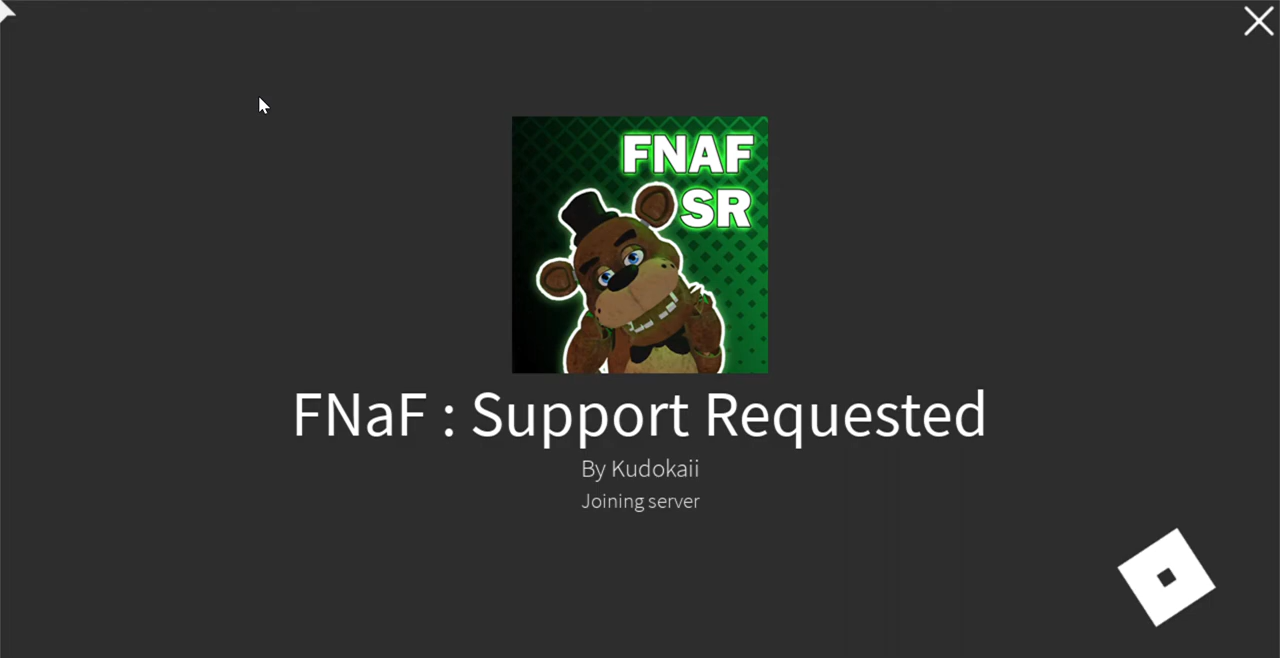 FNAF
SR
FNaF : Support Requested
By Kudokaii
Joining server